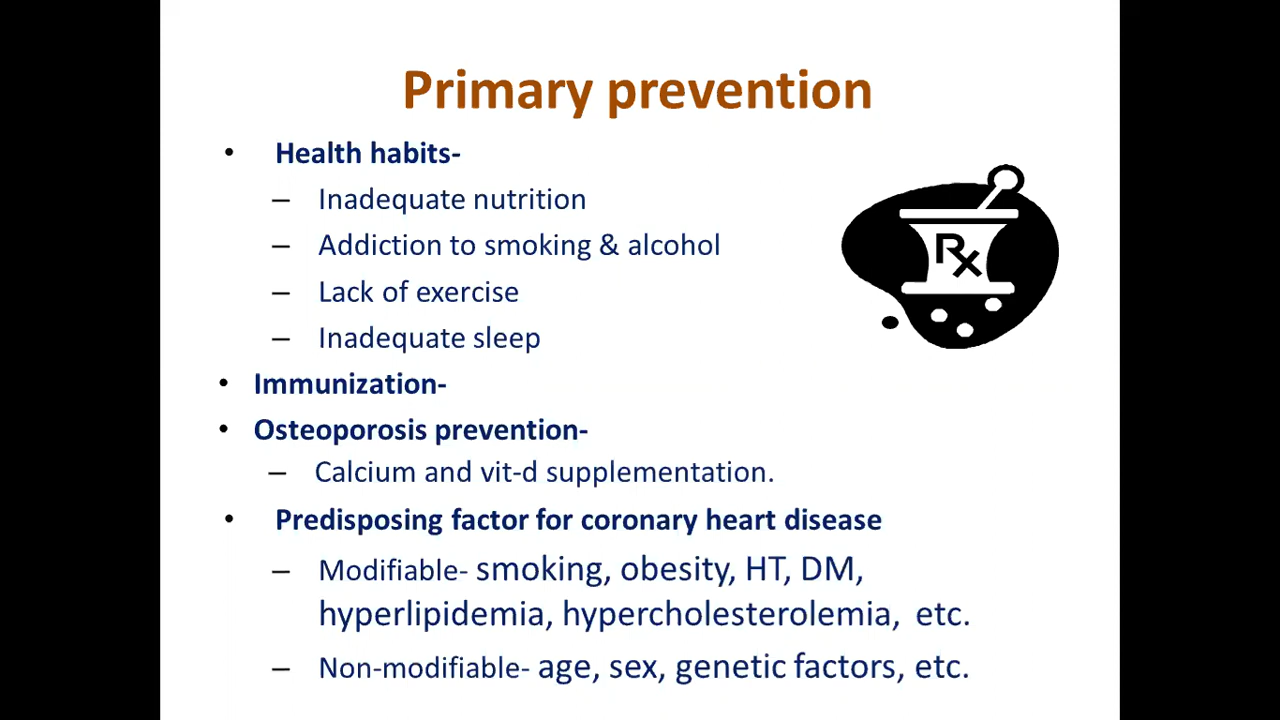 Primary prevention
• Health habits-
– Inadequate nutrition
– Addiction to smoking & alcohol
– Lack of exercise
– Inadequate sleep
• Immunization-
• Osteoporosis prevention-
– Calcium and vit-d supplementation.
• Predisposing factor for coronary heart disease
– Modifiable- smoking, obesity, HT, DM,
hyperlipidemia, hypercholesterolemia, etc.
– Non-modifiable- age, sex, genetic factors, etc.
Rx